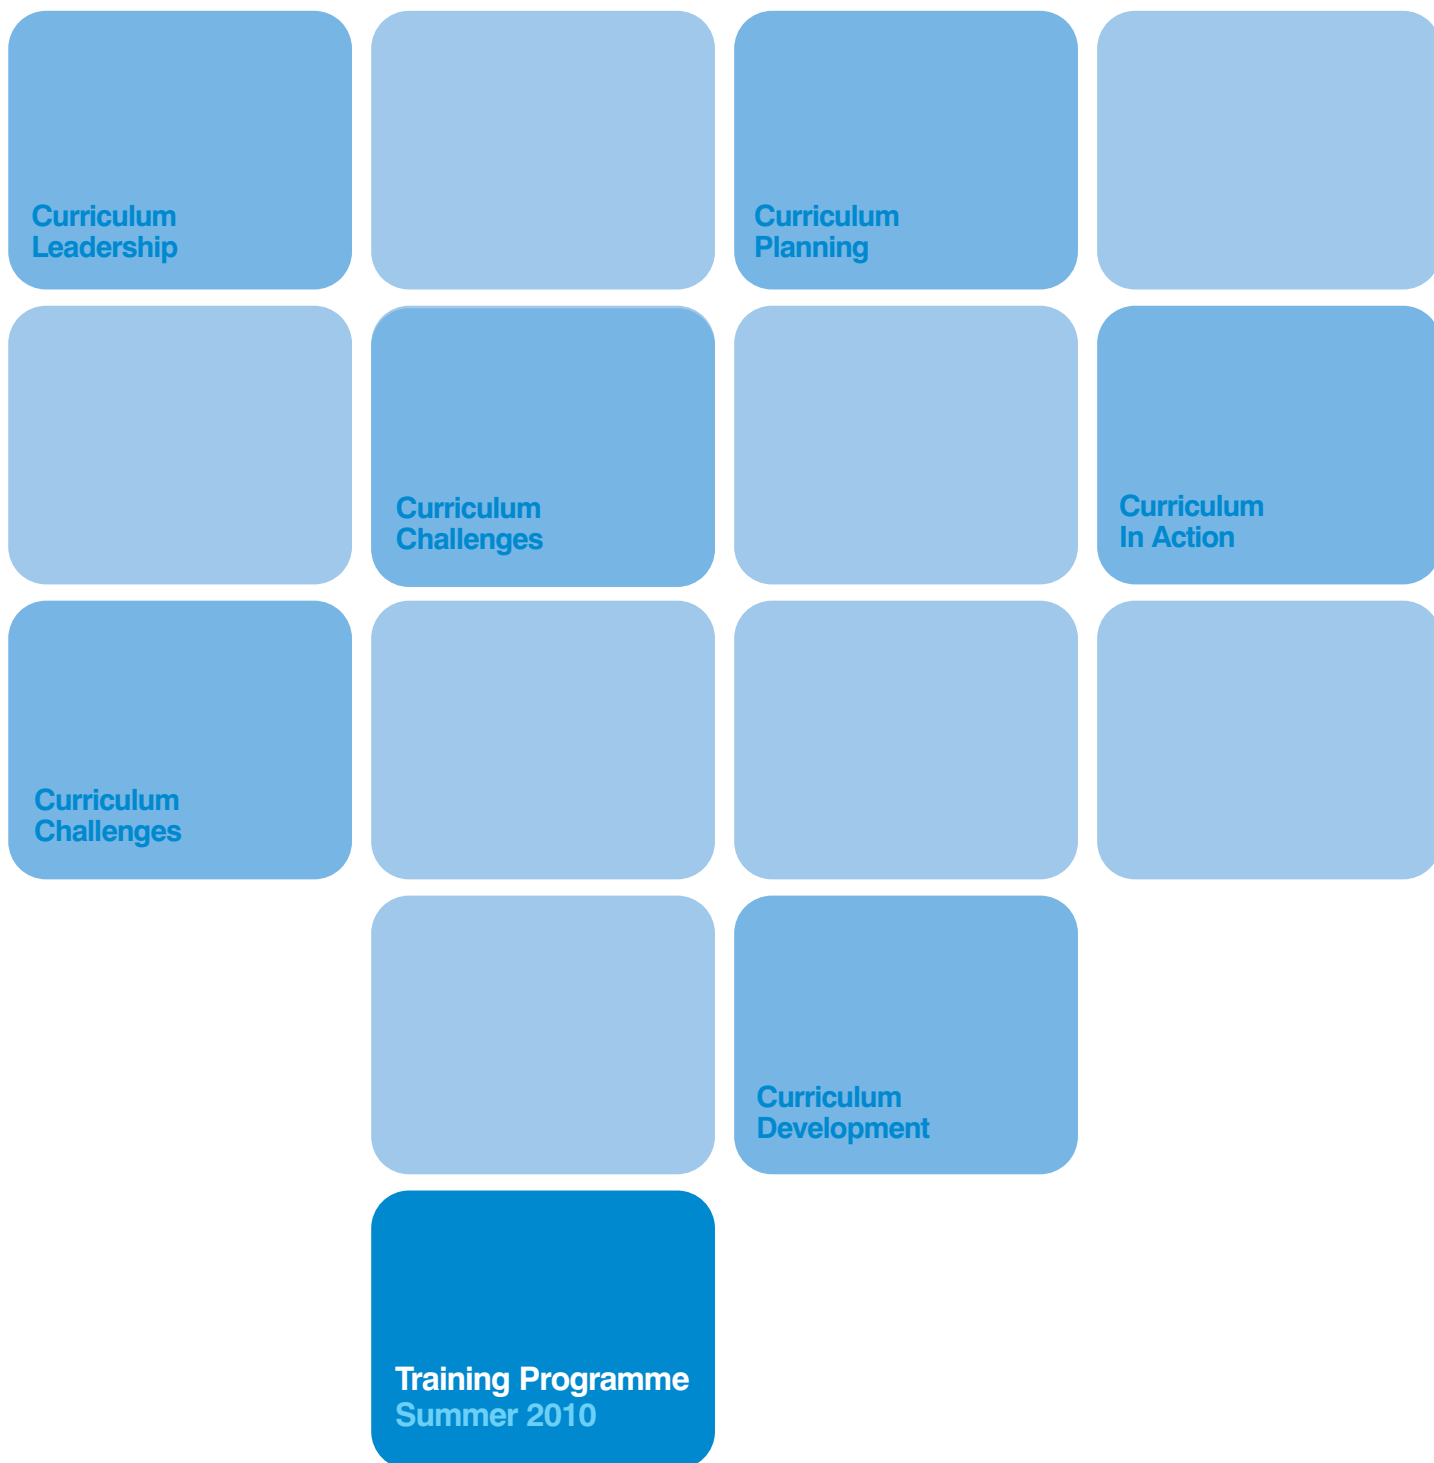 Curriculum
Leadership
Curriculum
Planning
Curriculum
Challenges
Curriculum
In Action
Curriculum
Challenges
Curriculum
Development
Training Programme
Summer 2010